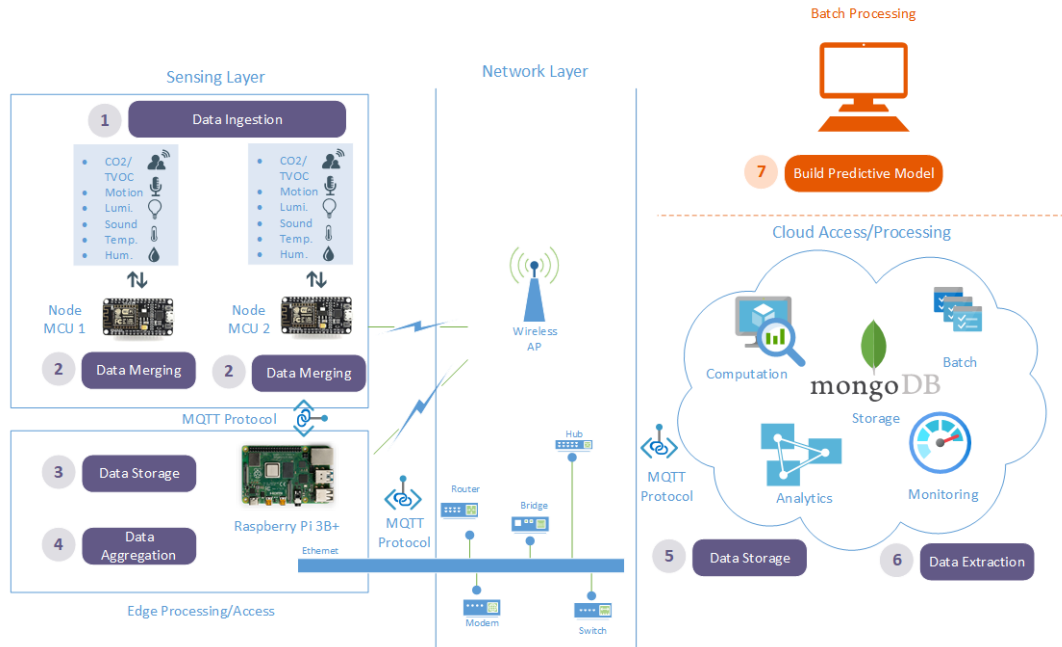 Batch Processing
Sensing Layer
Network Layer
1
Data Ingestion
CO2/
TVOC
Motion
Lumi.
Sound
Temp.
Hum.
CO2/
TVOC
Motion
Lumi.
Sound
Temp.
Hum.
7
Build Predictive Model
Cloud Access/Processing
Node
MCU 1
Node
MCU 2
Wireless
AP
2
Data Merging
2
Data Merging
Computation
mongoDB
Batch
Storage
MQTT Protocol
3
Data Storage
Raspberry Pi 3B+
4
Data
Aggregation
Ethernet
Edge Processing/Access
MQTT
Protocol
Router
Hub
Bridge
Modem
Switch
MQTT
Protocol
Analytics
Monitoring
5
Data Storage
6
Data Extraction